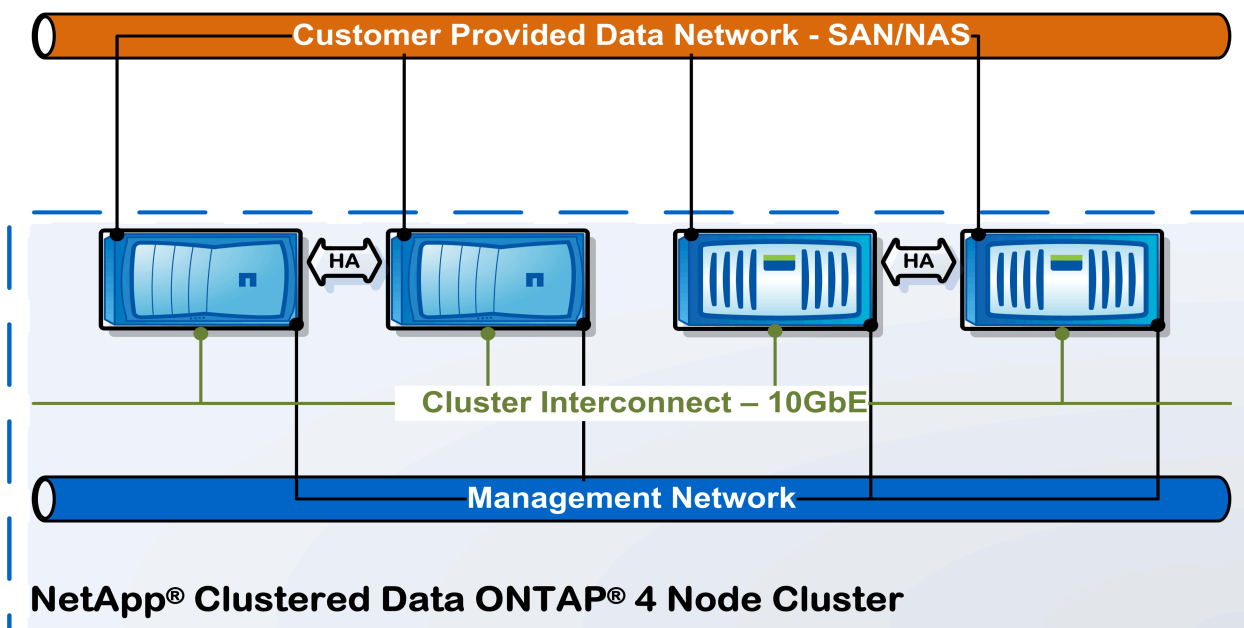 Customer Provided Data Network - SAN/NAS
HA
HA
Cluster Interconnect – 10GbE
Management Network
NetApp® Clustered Data ONTAP® 4 Node Cluster